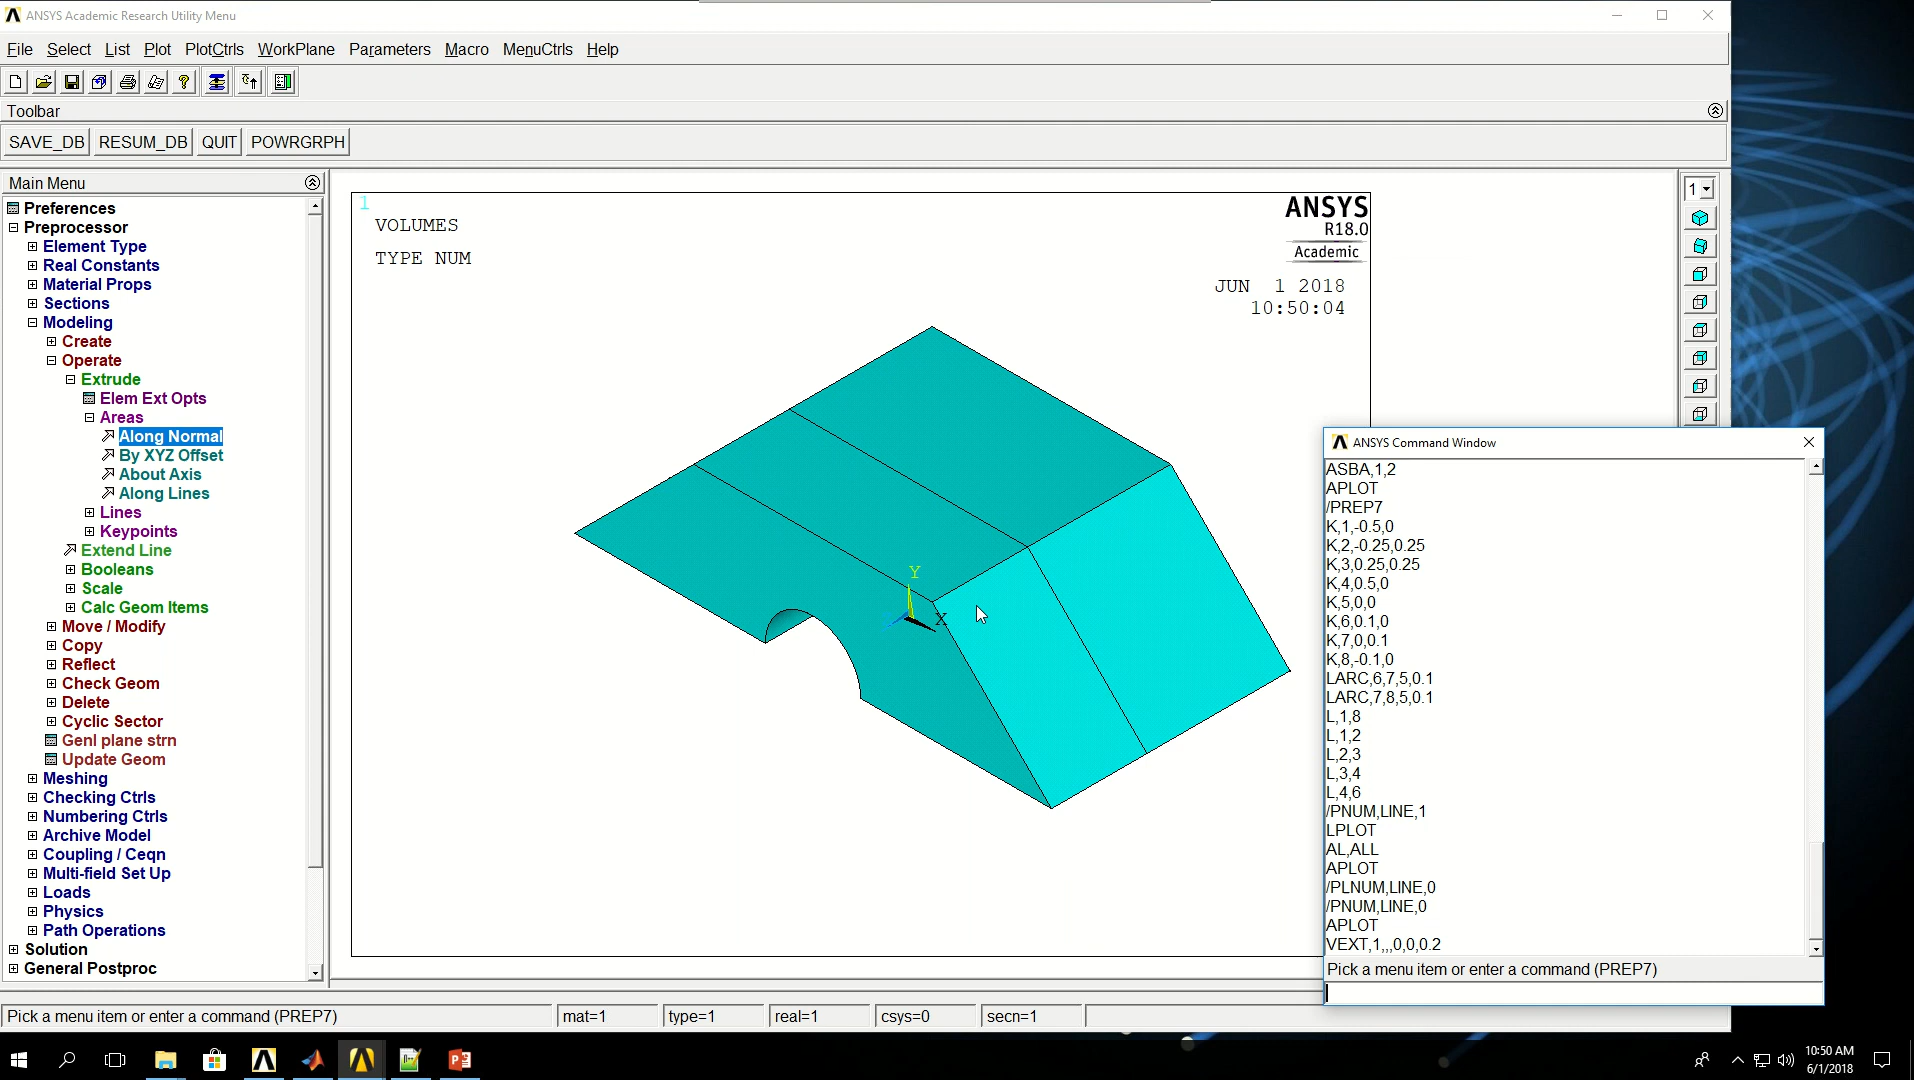 ANSYS Academic Research Utility Menu
File Select List Plot PlotCtrls WorkPlane Parameters Macro MenuCtrls Help
Toolbar
SAVE_DB RESUM_DB QUIT POWRGRPH
Main Menu
Preferences
Preprocessor
Element Type
Real Constants
Material Props
Sections
Modeling
Create
Operate
Extrude
Elem Ext Opts
Areas
Along Normal
By XYZ Offset
About Axis
Along Lines
Lines
Keypoints
Extend Line
Booleans
Scale
Calc Geom Items
Move / Modify
Copy
Reflect
Check Geom
Delete
Cyclic Sector
Genl plane strn
Update Geom
Meshing
Checking Ctrls
Numbering Ctrls
Archive Model
Coupling / Ceqn
Multi-field Set Up
Loads
Physics
Path Operations
Solution
General Postproc
1
VOLUMES
TYPE NUM
ANSYS
R18.0
Academic
JUN 1 2018
10:50:04
Y
X
1
ANSYS Command Window
ASBA,1,2
APLOT
/PREP7
K,1,-0.5,0
K,2,-0.25,0.25
K,3,0.25,0.25
K,4,0.5,0
K,5,0,0
K,6,0.1,0
K,7,0,0.1
K,8,-0.1,0
LARC,6,7,5,0.1
LARC,7,8,5,0.1
L,1,8
L,1,2
L,2,3
L,3,4
L,4,6
/PNUM,LINE,1
LPLOT
AL,ALL
APLOT
/PLNUM,LINE,0
/PNUM,LINE,0
APLOT
VEXT,1,,,0,0,0.2
Pick a menu item or enter a command (PREP7)
Pick a menu item or enter a command (PREP7) mat=1 type=1 real=1 csys=0 secn=1
10:50 AM
6/1/2018